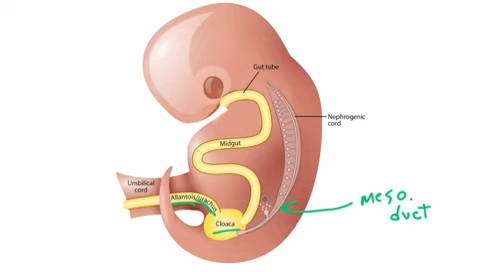 Gut tube
Nephrogenic
cord
Midgut
Umbilical
cord
Allantois/urachus
Cloaca
meso.
duct